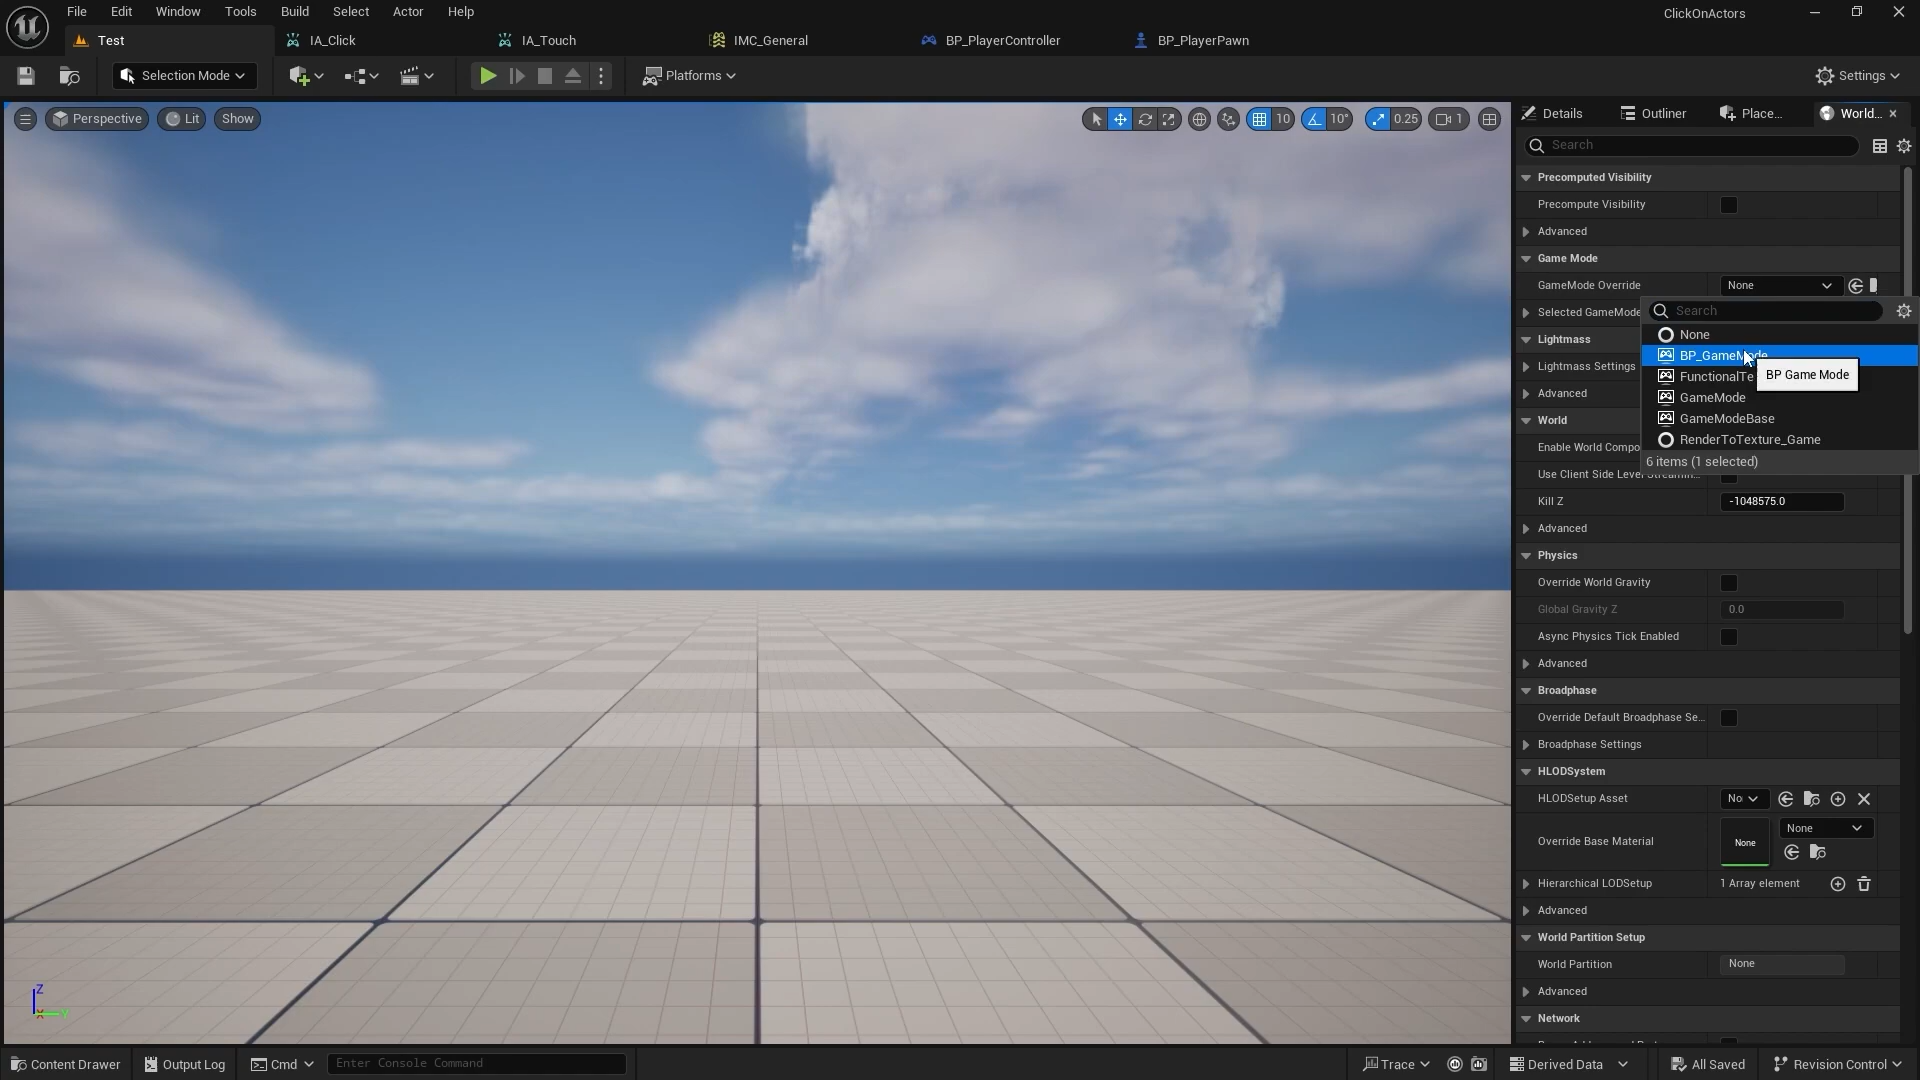 File Edit Window Tools Build Select Actor Help ClickOnActors
Test IA_Click IA_Touch IMC_General BP_PlayerController BP_PlayerPawn
Selection Mode Platforms Settings
Perspective Lit Show 10 10° 0.25 1
Details Outliner Place... World...
Search
Precomputed Visibility
Precompute Visibility
Advanced
Game Mode
GameMode Override None
Selected GameMode
Search
None
BP_GameMode
BP Game Mode
FunctionalTe
GameMode
GameModeBase
RenderToTexture_Game
6 items (1 selected)
Lightmass
Lightmass Settings
Advanced
World
Enable World Compo
Use Client Side Level Streamin...
Kill Z -1048575.0
Advanced
Physics
Override World Gravity
Global Gravity Z 0.0
Async Physics Tick Enabled
Advanced
Broadphase
Override Default Broadphase Se...
Broadphase Settings
HLODSystem
HLODSetup Asset No
Override Base Material None None
Hierarchical LODSetup 1 Array element
Advanced
World Partition Setup
World Partition None
Advanced
Network
Z
X
Y
Content Drawer Output Log Cmd Enter Console Command Trace Derived Data All Saved Revision Control